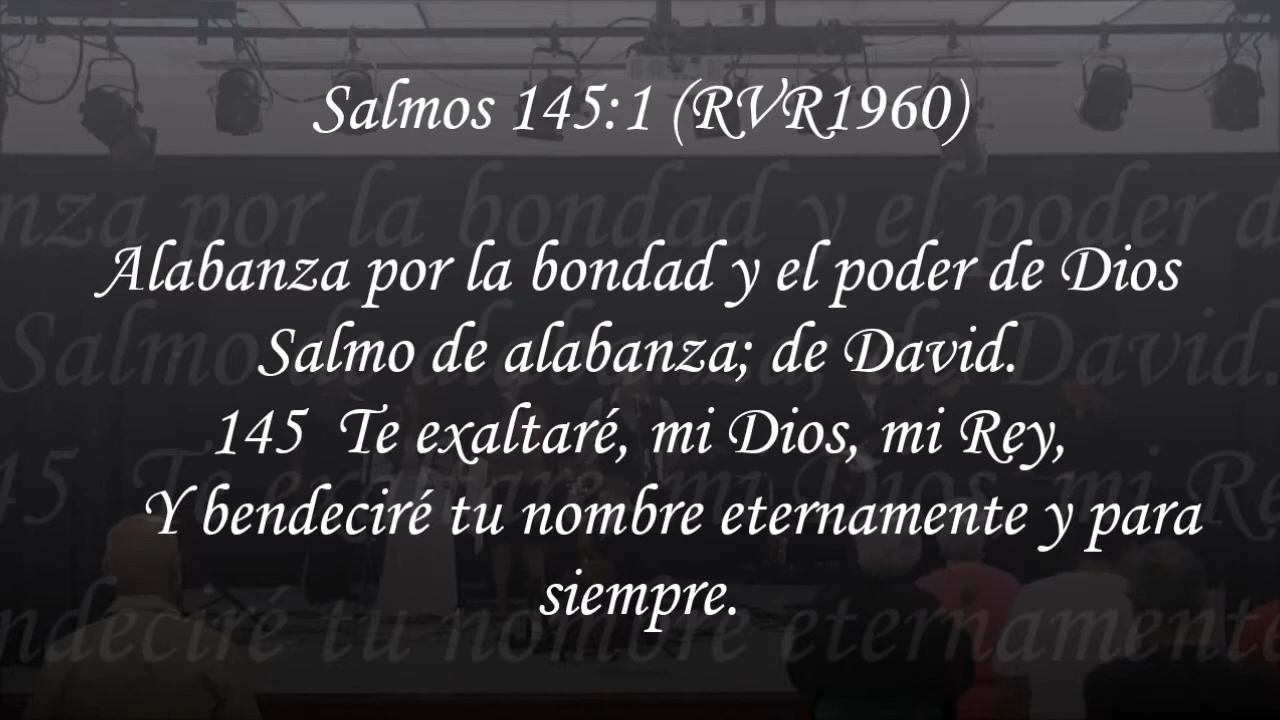 Salmos 145:1 (RVR1960)
Alabanza por la bondad y el poder de Dios
Salmo de alabanza; de David.
145 Te exaltaré, mi Dios, mi Rey,
Y bendeciré tu nombre eternamente y para
siempre.